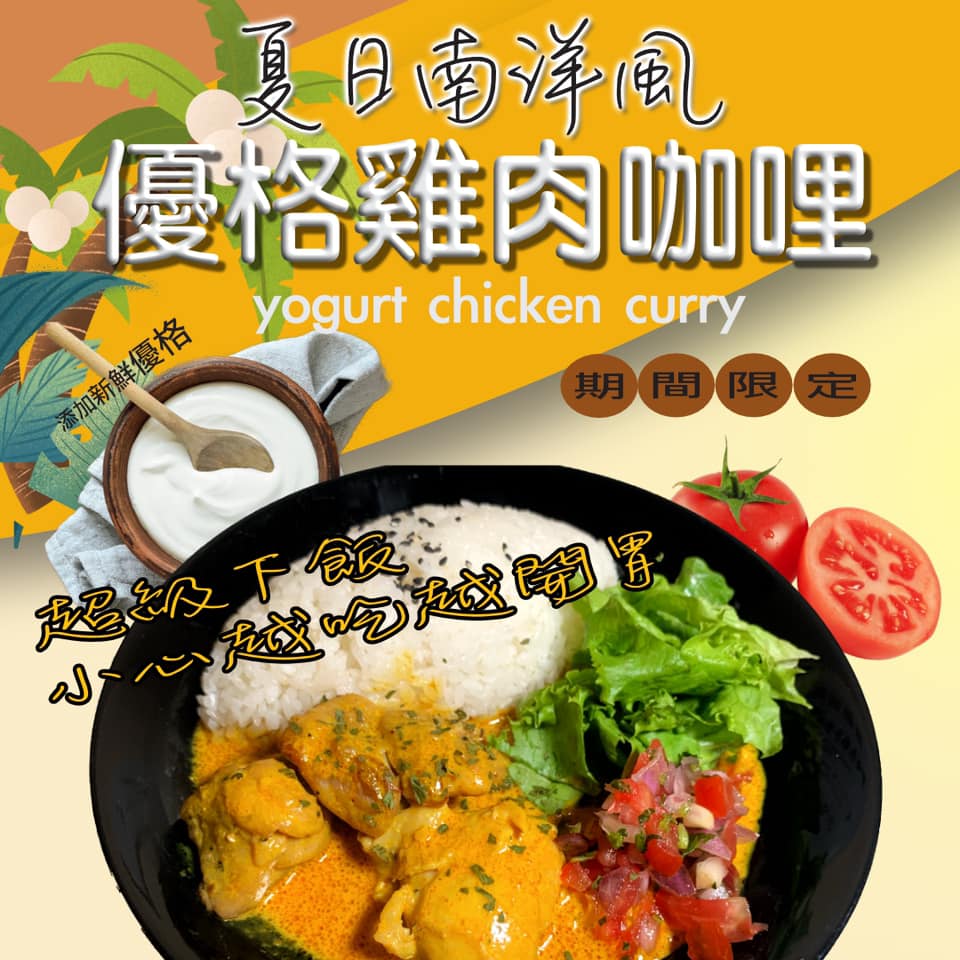 夏日南洋風
優格雞肉咖哩
yogurt chicken curry
期間限定
添加新鮮優格
超級下飯
小心越吃越開胃